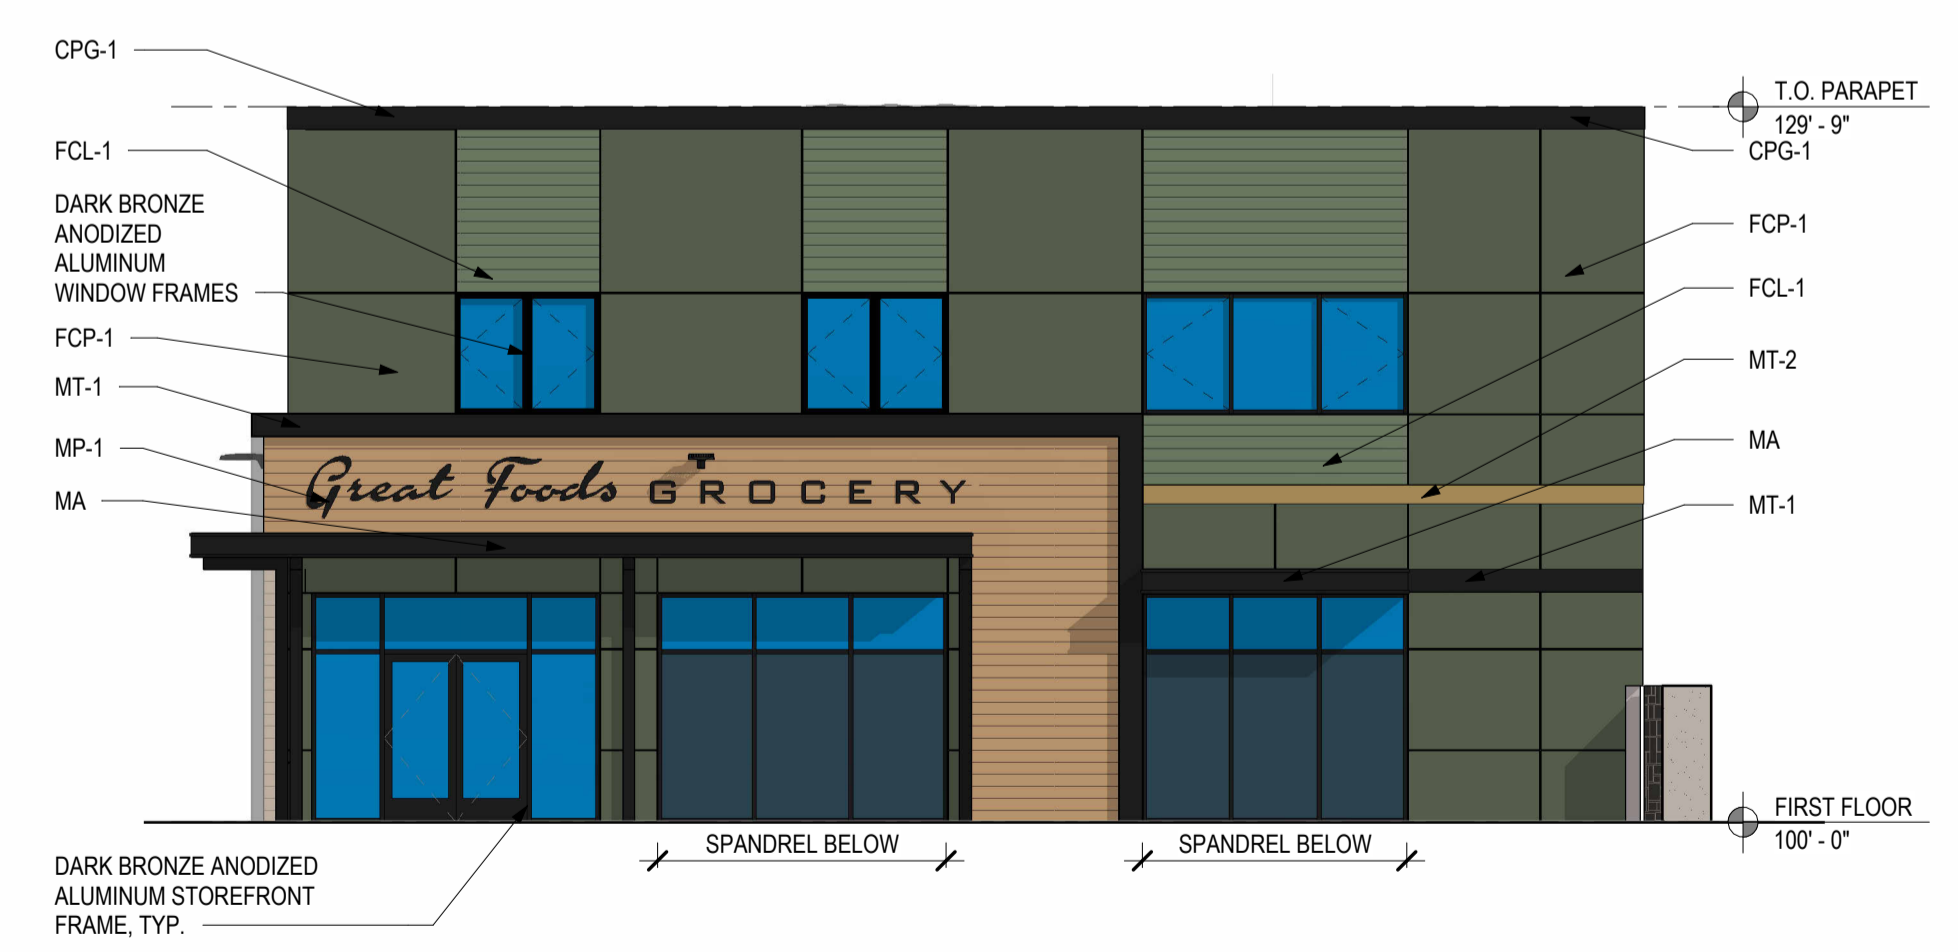 CPG-1
FCL-1
DARK BRONZE
ANODIZED
ALUMINUM
WINDOW FRAMES
FCP-1
MT-1
MP-1
MA
DARK BRONZE ANODIZED
ALUMINUM STOREFRONT
FRAME, TYP.
Great Foods GROCERY
SPANDREL BELOW
SPANDREL BELOW
T.O. PARAPET
129' - 9"
CPG-1
FCP-1
FCL-1
MT-2
MA
MT-1
FIRST FLOOR
100' - 0"